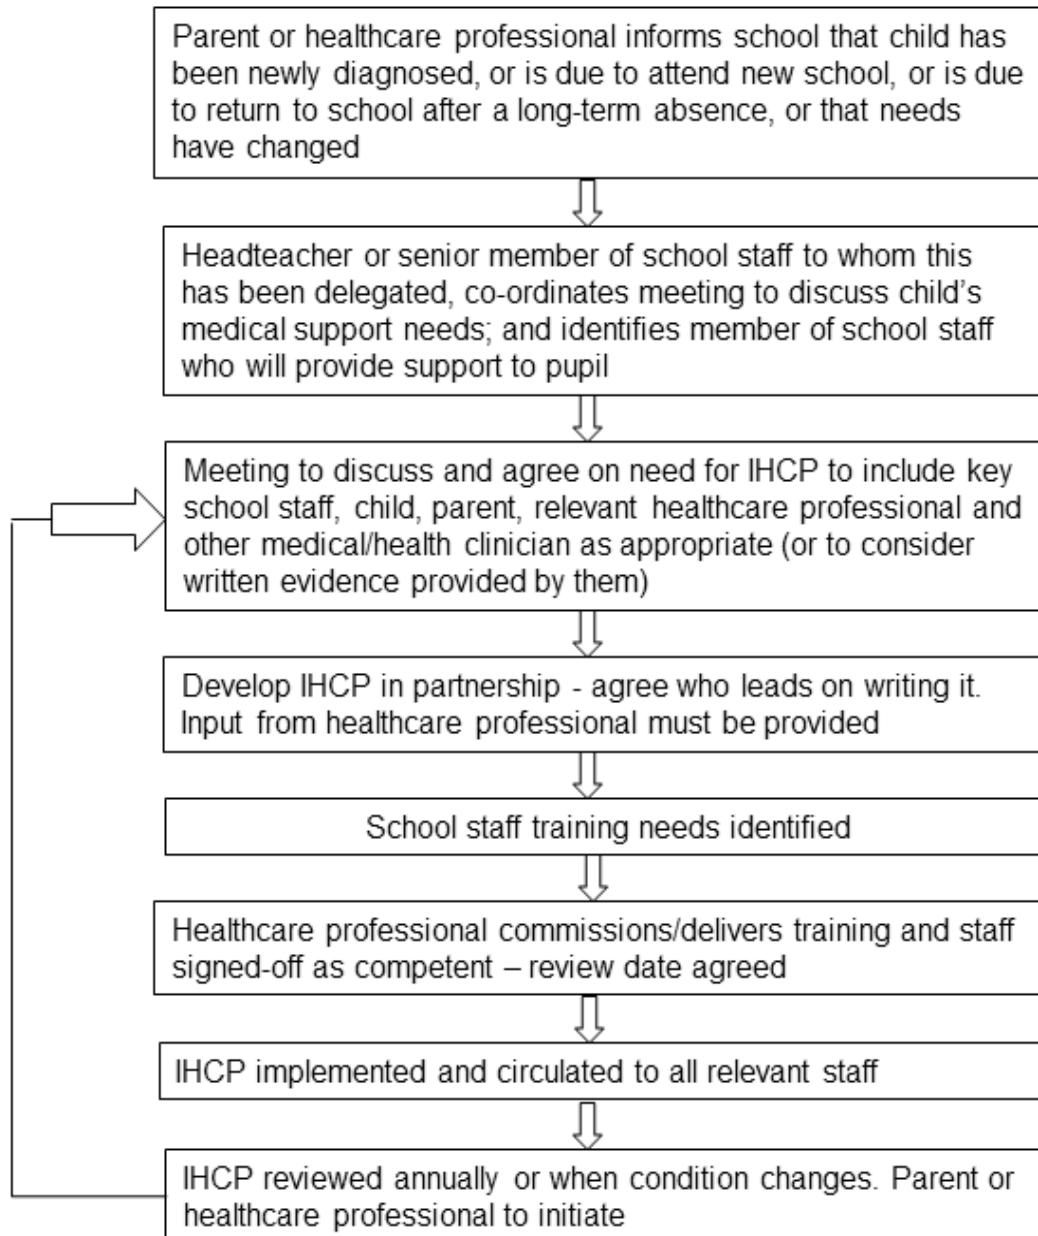 Parent or healthcare professional informs school that child has
been newly diagnosed, or is due to attend new school, or is due
to return to school after a long-term absence, or that needs
have changed
Headteacher or senior member of school staff to whom this
has been delegated, co-ordinates meeting to discuss child's
medical support needs; and identifies member of school staff
who will provide support to pupil
Meeting to discuss and agree on need for IHCP to include key
school staff, child, parent, relevant healthcare professional and
other medical/health clinician as appropriate (or to consider
written evidence provided by them)
Develop IHCP in partnership - agree who leads on writing it.
Input from healthcare professional must be provided
School staff training needs identified
Healthcare professional commissions/delivers training and staff
signed-off as competent – review date agreed
IHCP implemented and circulated to all relevant staff
IHCP reviewed annually or when condition changes. Parent or
healthcare professional to initiate